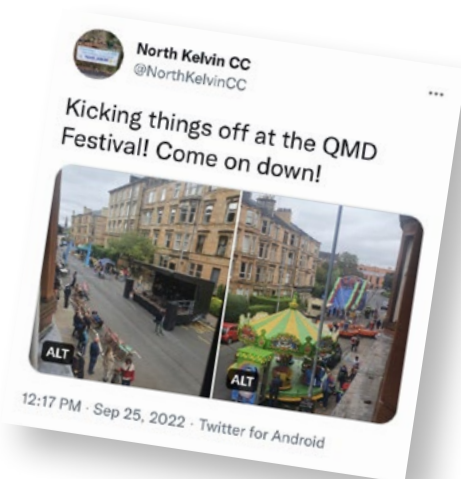 North Kelvin CC
@NorthKelvinCC
Kicking things off at the QMD
Festival! Come on down!
ALT
ALT
12:17 PM · Sep 25, 2022 · Twitter for Android